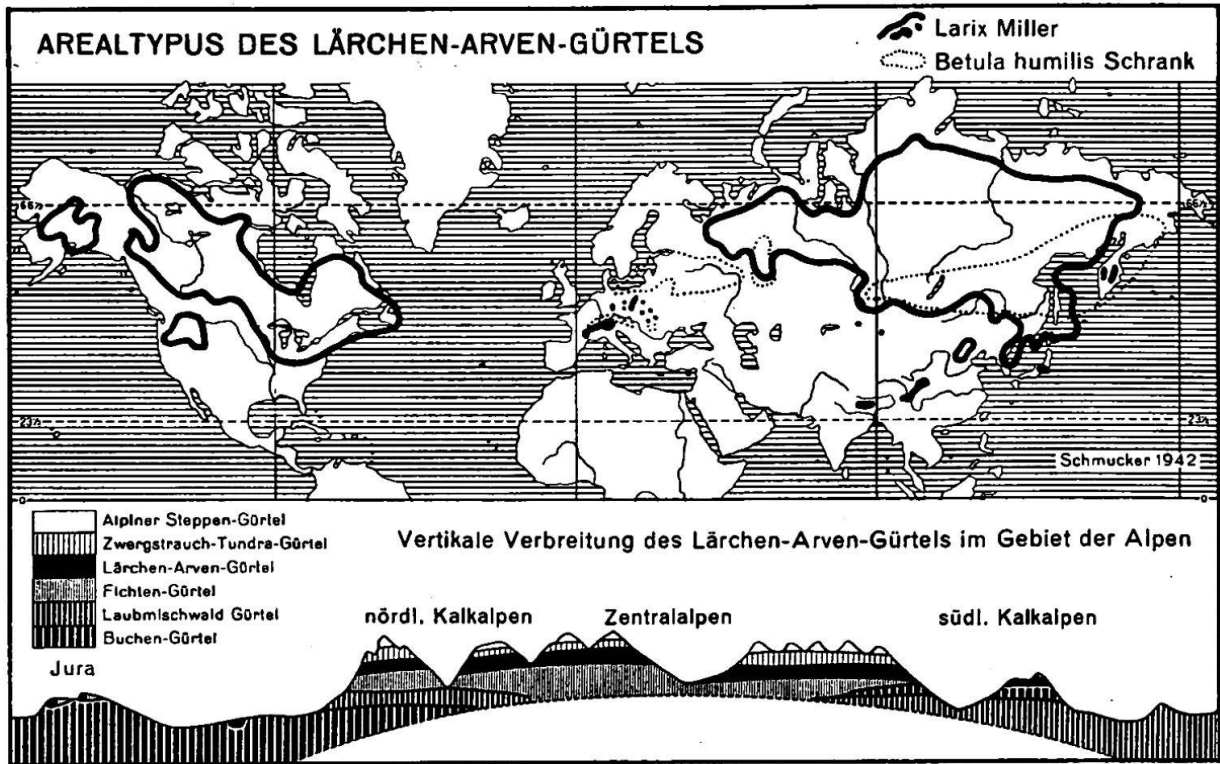 AREALTYPUS DES LÄRCHEN-ARVEN-GÜRTELS
Larix Miller
Betula humilis Schrank
66½
66½
23½
23½
Schmucker 1942
0
0
Alpiner Steppen-Gürtel
Zwergstrauch-Tundra-Gürtel
Lärchen-Arven-Gürtel
Fichten-Gürtel
Laubmischwald Gürtel
Buchen-Gürtel
Vertikale Verbreitung des Lärchen-Arven-Gürtels im Gebiet der Alpen
nördl. Kalkalpen
Zentralalpen
südl. Kalkalpen
Jura